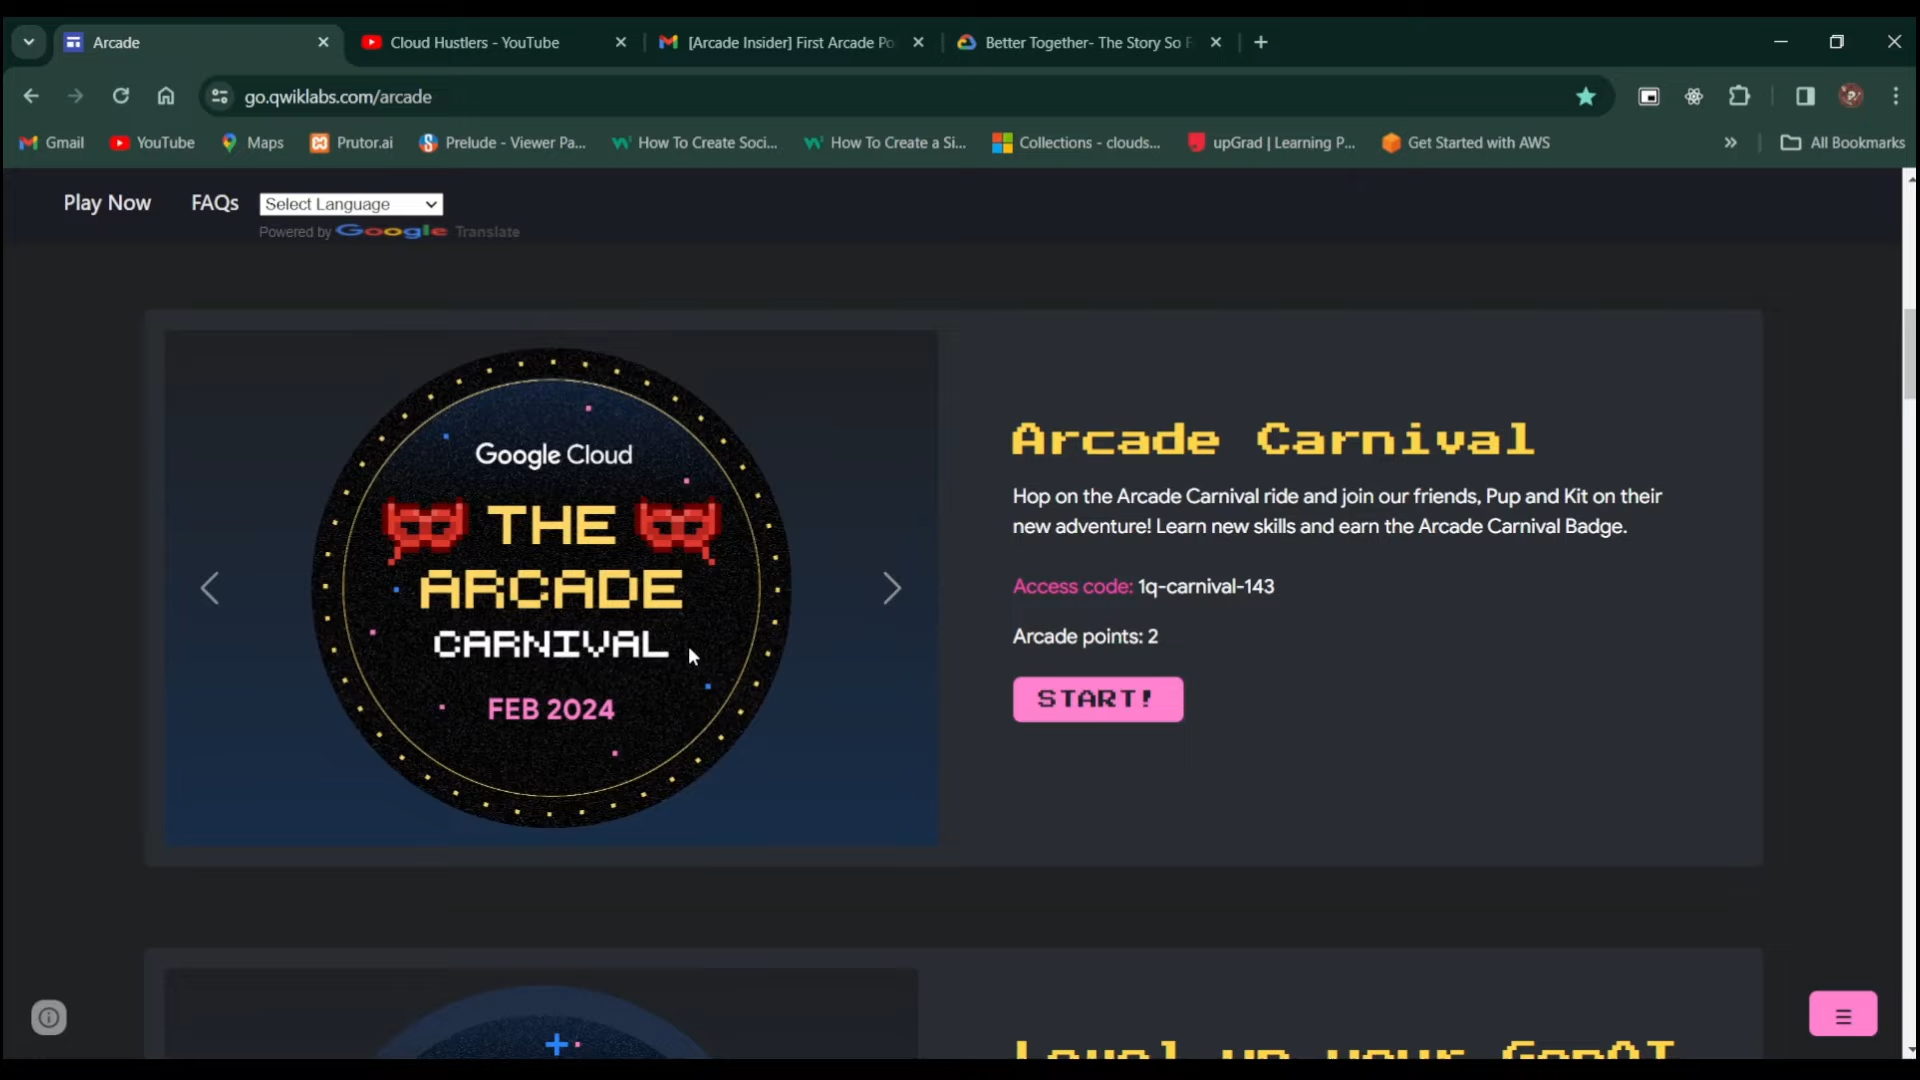 Arcade
Cloud Hustlers - YouTube
[Arcade Insider] First Arcade Po
Better Together- The Story So F
go.qwiklabs.com/arcade
Gmail
YouTube
Maps
Prutor.ai
Prelude - Viewer Pa...
How To Create Soci...
How To Create a Si...
Collections - clouds...
upGrad | Learning P...
Get Started with AWS
All Bookmarks
Play Now
FAQs
Select Language
Powered by Google Translate
Google Cloud
THE
ARCADE
CARNIVAL
FEB 2024
Arcade Carnival
Hop on the Arcade Carnival ride and join our friends, Pup and Kit on their
new adventure! Learn new skills and earn the Arcade Carnival Badge.
Access code: 1q-carnival-143
Arcade points: 2
START!
Level up your GenAI